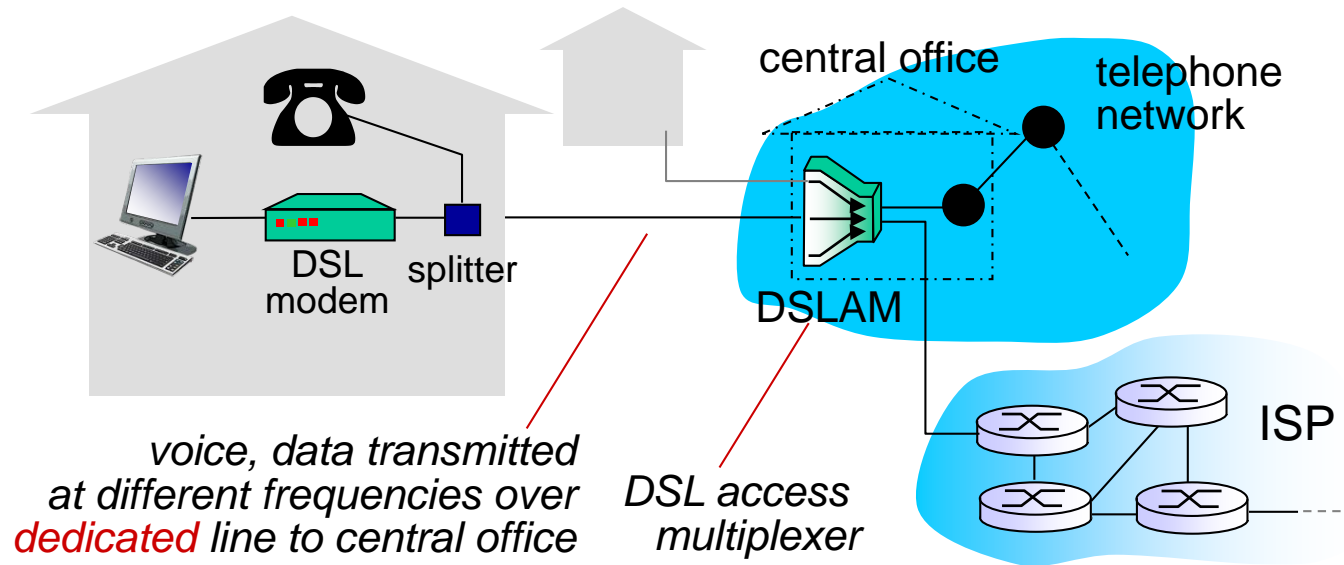 central office
telephone
network
DSL
modem
splitter
DSLAM
ISP
voice, data transmitted
at different frequencies over
dedicated line to central office
DSL access
multiplexer